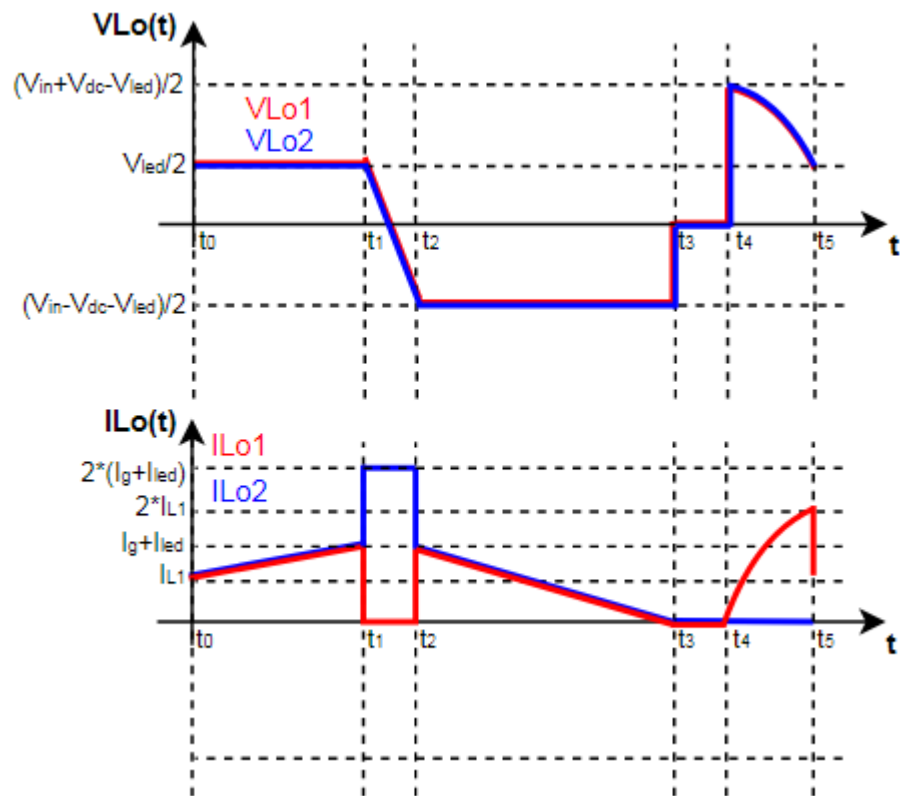 VLo(t)
(Vin+Vdc-Vled)/2
VLo1
VLo2
Vled/2
t0 t1 t2 t3 t4 t5 t
(Vin-Vdc-Vled)/2
ILo(t)
ILo1
2*(Ig+Iled)
ILo2
2*IL1
Ig+Iled
IL1
t0 t1 t2 t3 t4 t5 t